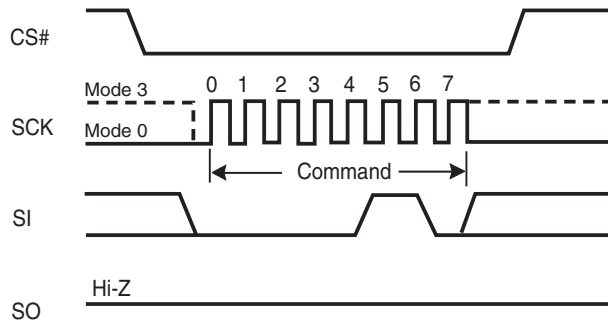 CS#
Mode 3
0 1 2 3 4 5 6 7
SCK
Mode 0
Command
SI
Hi-Z
SO